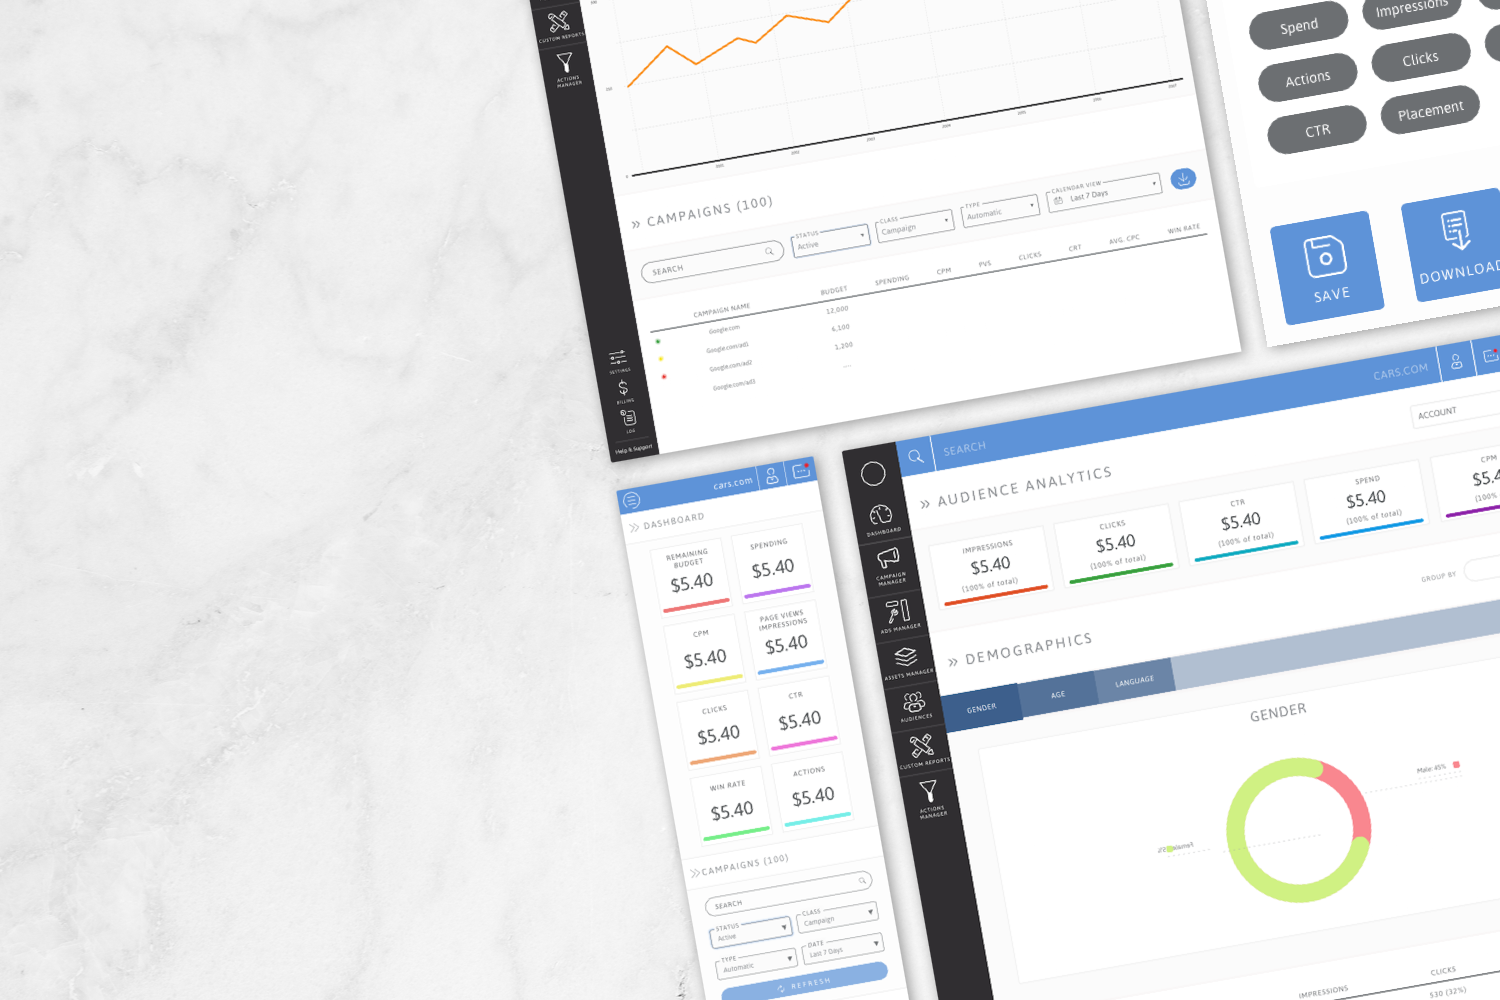 CUSTOM REPORTS
ACTIONS
MANAGER
SETTINGS
BILLING
LOG
Help & Support
» CAMPAIGNS (100)
SEARCH
STATUS
Active
CLASS
Campaign
TYPE
Automatic
CALENDAR VIEW
Last 7 Days
CAMPAIGN NAME BUDGET SPENDING CPM PVS CLICKS CRT AVG. CPC WIN RATE
Google.com 12,000
Google.com/ad1 6,100
Google.com/ad2 1,200
Google.com/ad3 ....
Spend Impressions
Actions Clicks
CTR Placement
SAVE
DOWNLOAD
cars.com
» DASHBOARD
REMAINING
BUDGET
$5.40
SPENDING
$5.40
CPM
$5.40
PAGE VIEWS
IMPRESSIONS
$5.40
CLICKS
$5.40
CTR
$5.40
WIN RATE
$5.40
ACTIONS
$5.40
» CAMPAIGNS (100)
SEARCH
STATUS
Active
CLASS
Campaign
TYPE
Automatic
DATE
Last 7 Days
REFRESH
SEARCH
CARS.COM
DASHBOARD
CAMPAIGN
MANAGER
ADS MANAGER
ASSETS MANAGER
AUDIENCES
CUSTOM REPORTS
ACTIONS
MANAGER
» AUDIENCE ANALYTICS
ACCOUNT
IMPRESSIONS
$5.40
(100% of total)
CLICKS
$5.40
(100% of total)
CTR
$5.40
(100% of total)
SPEND
$5.40
(100% of total)
CPM
$5.4
(100%
GROUP BY
» DEMOGRAPHICS
GENDER AGE LANGUAGE
GENDER
Male: 45%
IMPRESSIONS CLICKS
530 (32%)